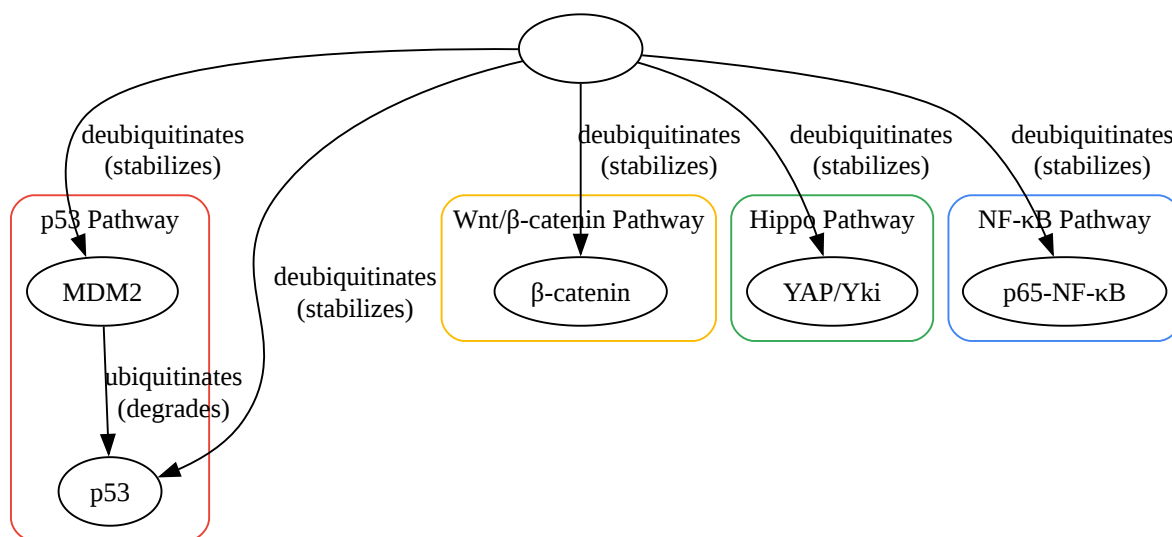 deubiquitinates
(stabilizes)
deubiquitinates
(stabilizes)
deubiquitinates
(stabilizes)
deubiquitinates
(stabilizes)
p53 Pathway
Wnt/β-catenin Pathway
Hippo Pathway
NF-κB Pathway
MDM2
deubiquitinates
(stabilizes)
β-catenin
YAP/Yki
p65-NF-κB
ubiquitinates
(degrades)
p53